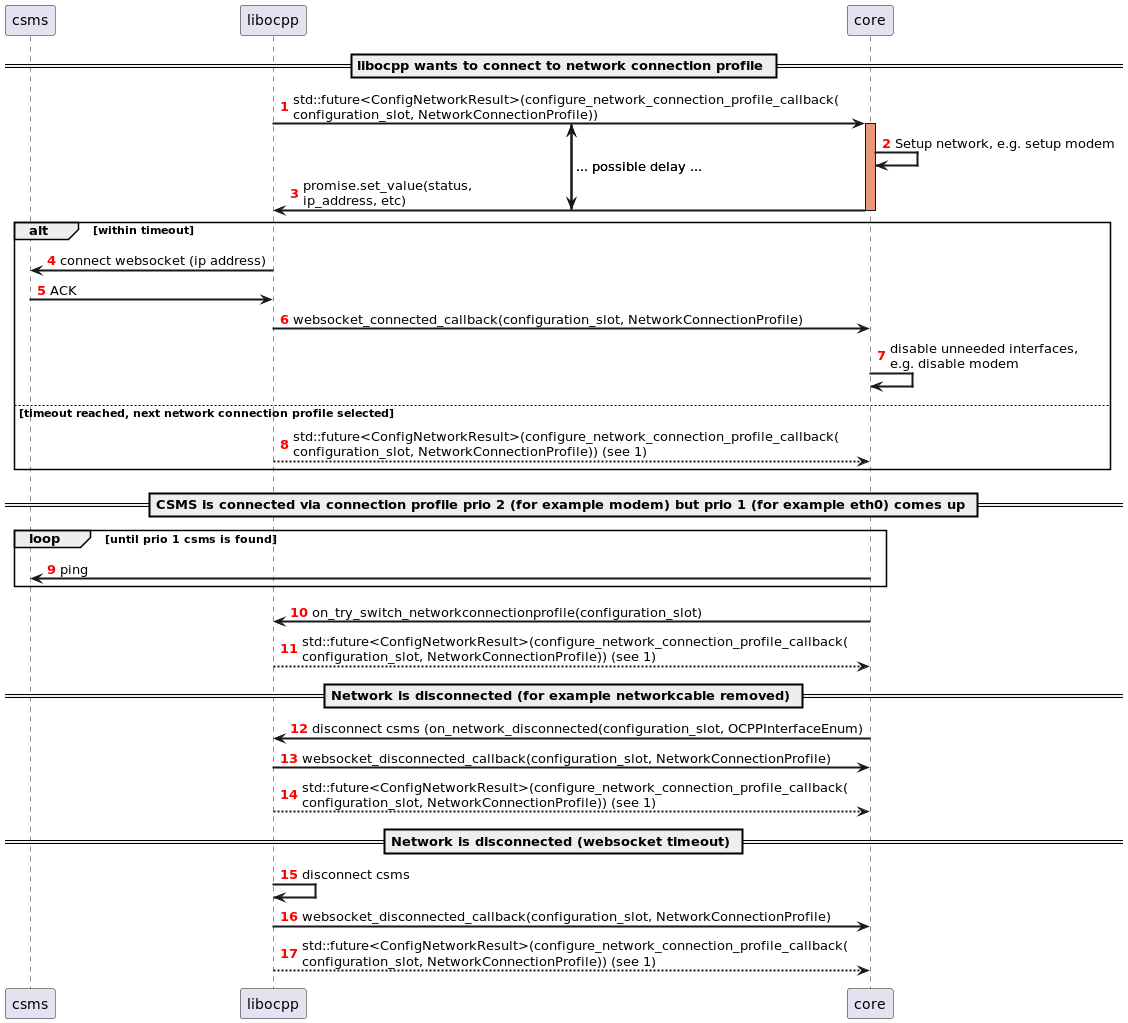 csms libocpp core
libocpp wants to connect to network connection profile
1 std::future<ConfigNetworkResult>(configure_network_connection_profile_callback(
configuration_slot, NetworkConnectionProfile))
2 Setup network, e.g. setup modem
... possible delay ...
3 promise.set_value(status,
ip_address, etc)
alt [within timeout]
4 connect websocket (ip address)
5 ACK
6 websocket_connected_callback(configuration_slot, NetworkConnectionProfile)
7 disable unneeded interfaces,
e.g. disable modem
[timeout reached, next network connection profile selected]
8 std::future<ConfigNetworkResult>(configure_network_connection_profile_callback(
configuration_slot, NetworkConnectionProfile)) (see 1)
CSMS is connected via connection profile prio 2 (for example modem) but prio 1 (for example eth0) comes up
loop [until prio 1 csms is found]
9 ping
10 on_try_switch_networkconnectionprofile(configuration_slot)
11 std::future<ConfigNetworkResult>(configure_network_connection_profile_callback(
configuration_slot, NetworkConnectionProfile)) (see 1)
Network is disconnected (for example networkcable removed)
12 disconnect csms (on_network_disconnected(configuration_slot, OCPPInterfaceEnum)
13 websocket_disconnected_callback(configuration_slot, NetworkConnectionProfile)
14 std::future<ConfigNetworkResult>(configure_network_connection_profile_callback(
configuration_slot, NetworkConnectionProfile)) (see 1)
Network is disconnected (websocket timeout)
15 disconnect csms
16 websocket_disconnected_callback(configuration_slot, NetworkConnectionProfile)
17 std::future<ConfigNetworkResult>(configure_network_connection_profile_callback(
configuration_slot, NetworkConnectionProfile)) (see 1)
csms libocpp core